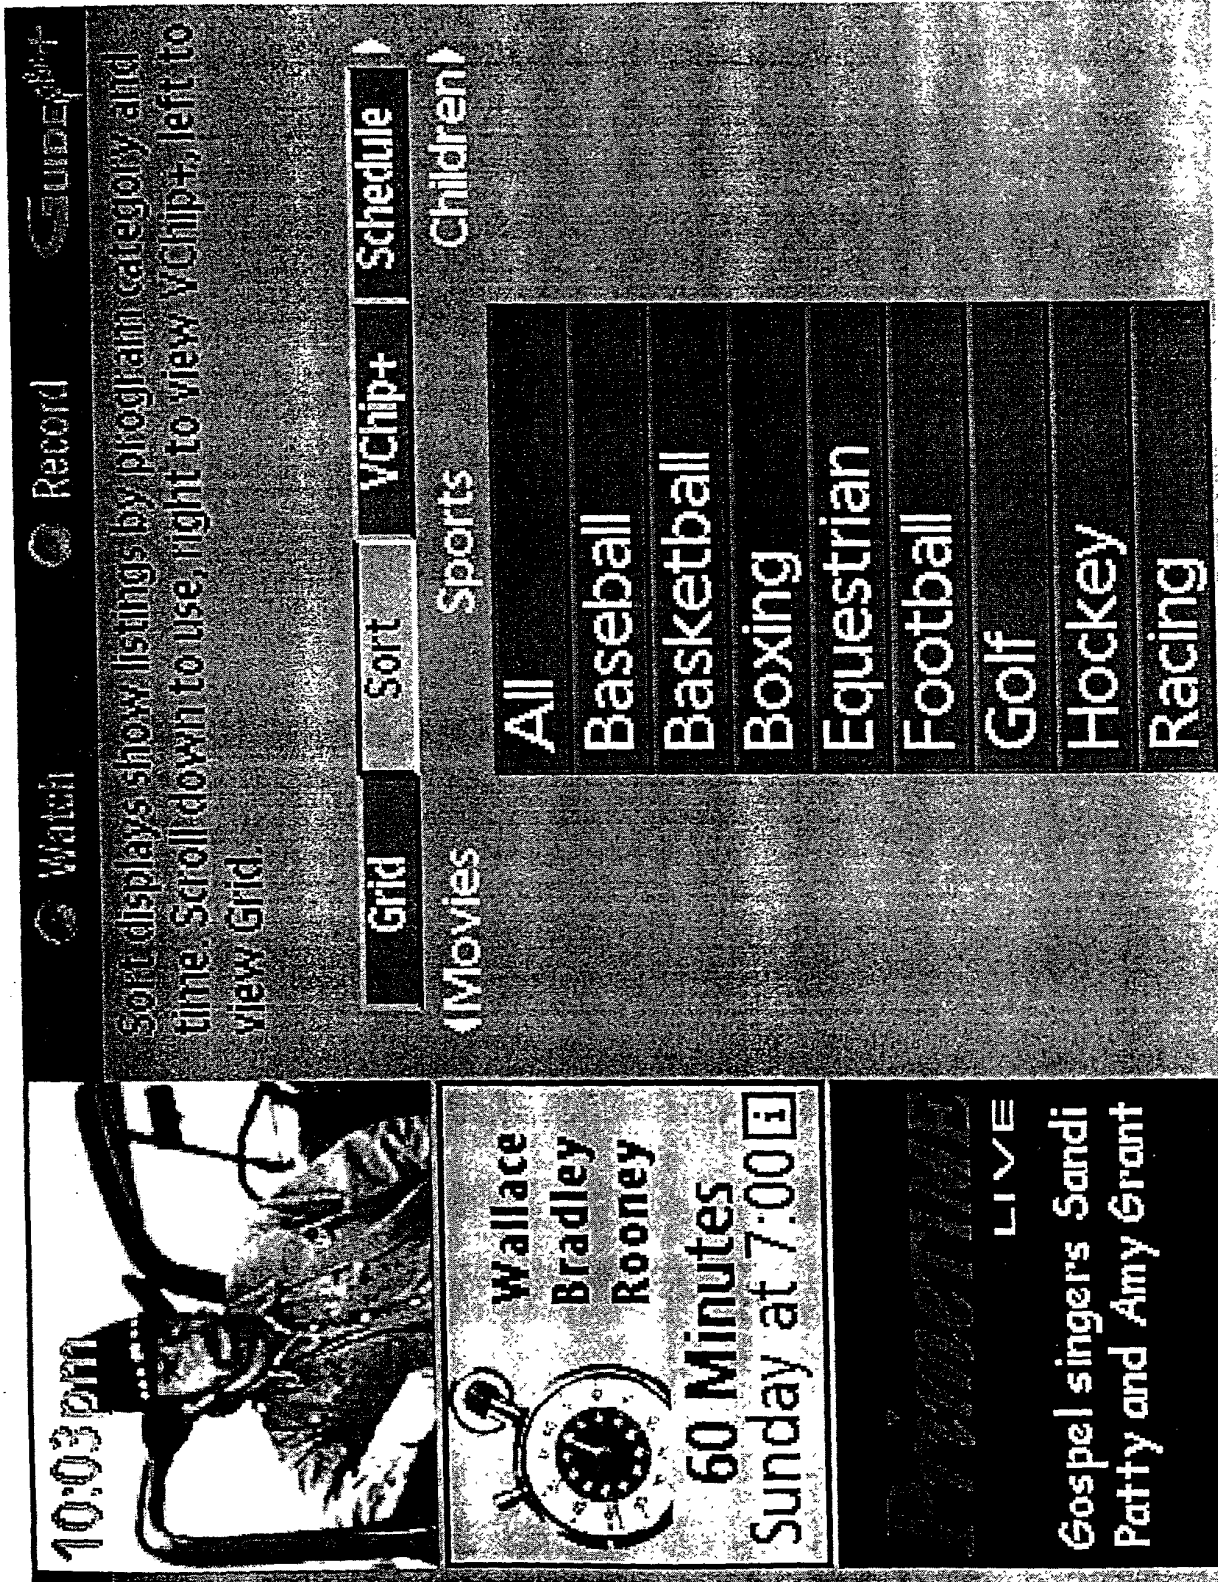 10:03pm
Watch
Record
GUIDE Plus+
Sort displays show listings by program category and
time. Scroll down to use, right to view VChip+, left to
view Grid.
Grid
Sort
VChip+
Schedule
Movies
Sports
Children
All
Baseball
Basketball
Boxing
Equestrian
Football
Golf
Hockey
Racing
Wallace
Bradley
Rooney
60 Minutes
Sunday at 7:00 i
PRIMETIME
LIVE
Gospel singers Sandi
Patty and Amy Grant